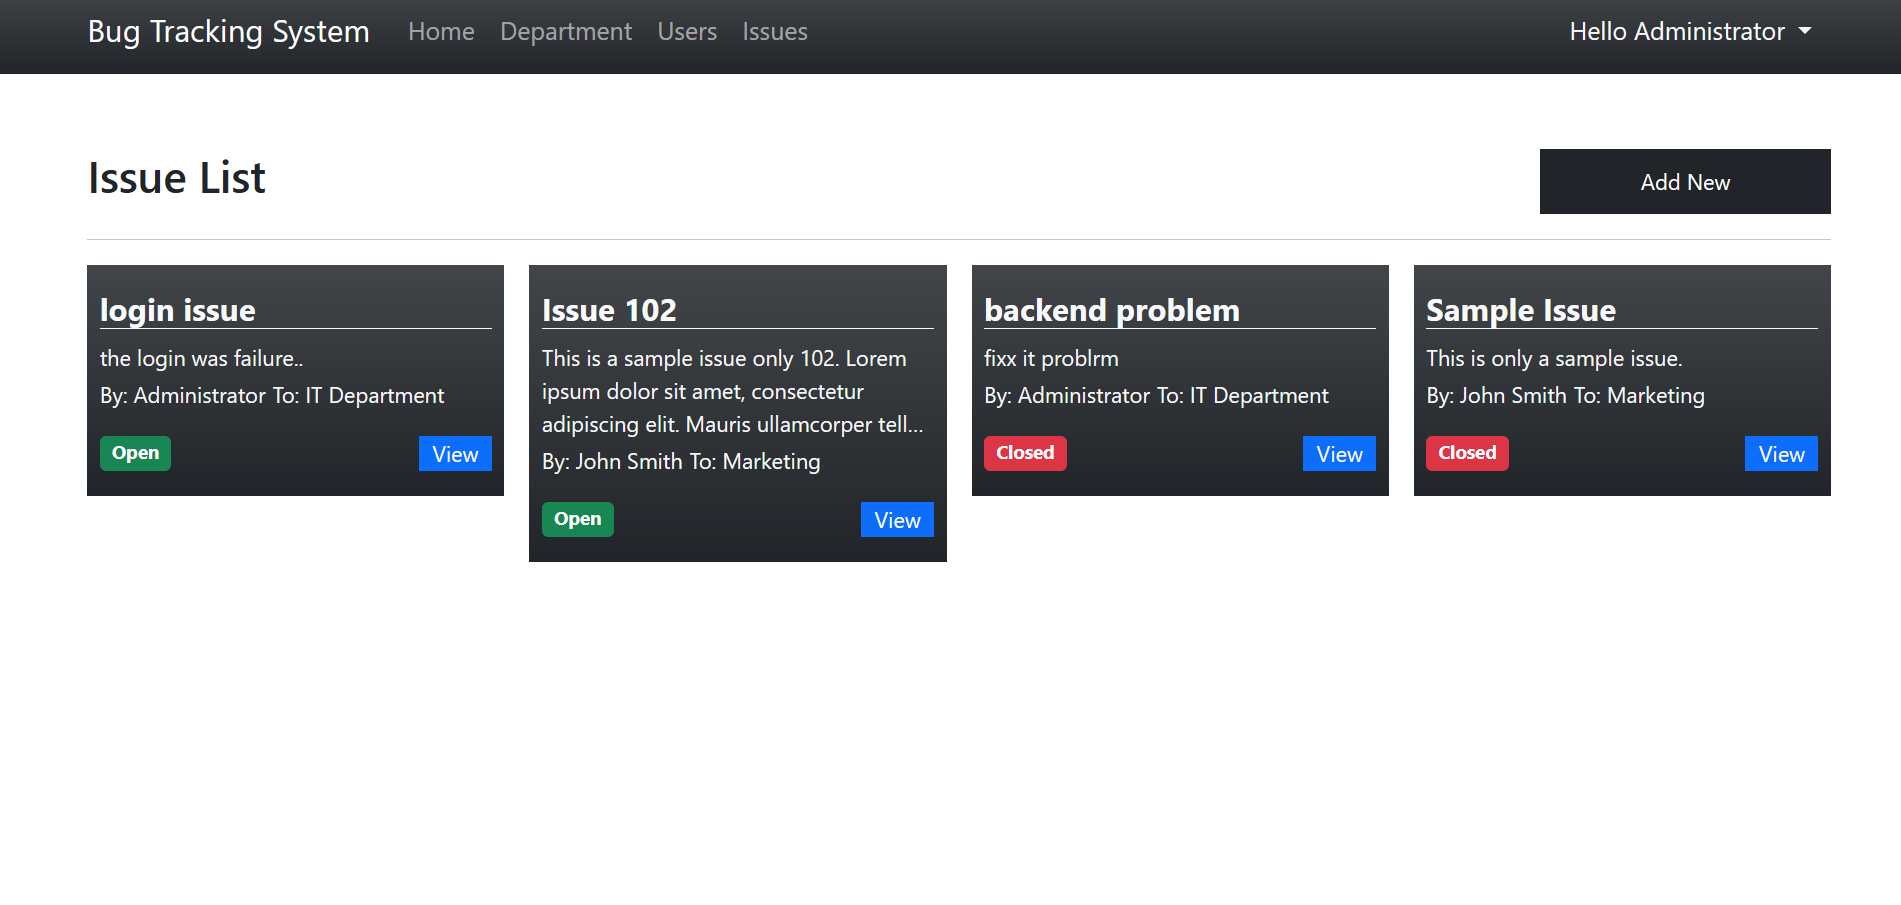 Bug Tracking System Home Department Users Issues Hello Administrator
Issue List
Add New
login issue
the login was failure..
By: Administrator To: IT Department
Open View
Issue 102
This is a sample issue only 102. Lorem
ipsum dolor sit amet, consectetur
adipiscing elit. Mauris ullamcorper tell...
By: John Smith To: Marketing
Open View
backend problem
fixx it problrm
By: Administrator To: IT Department
Closed View
Sample Issue
This is only a sample issue.
By: John Smith To: Marketing
Closed View